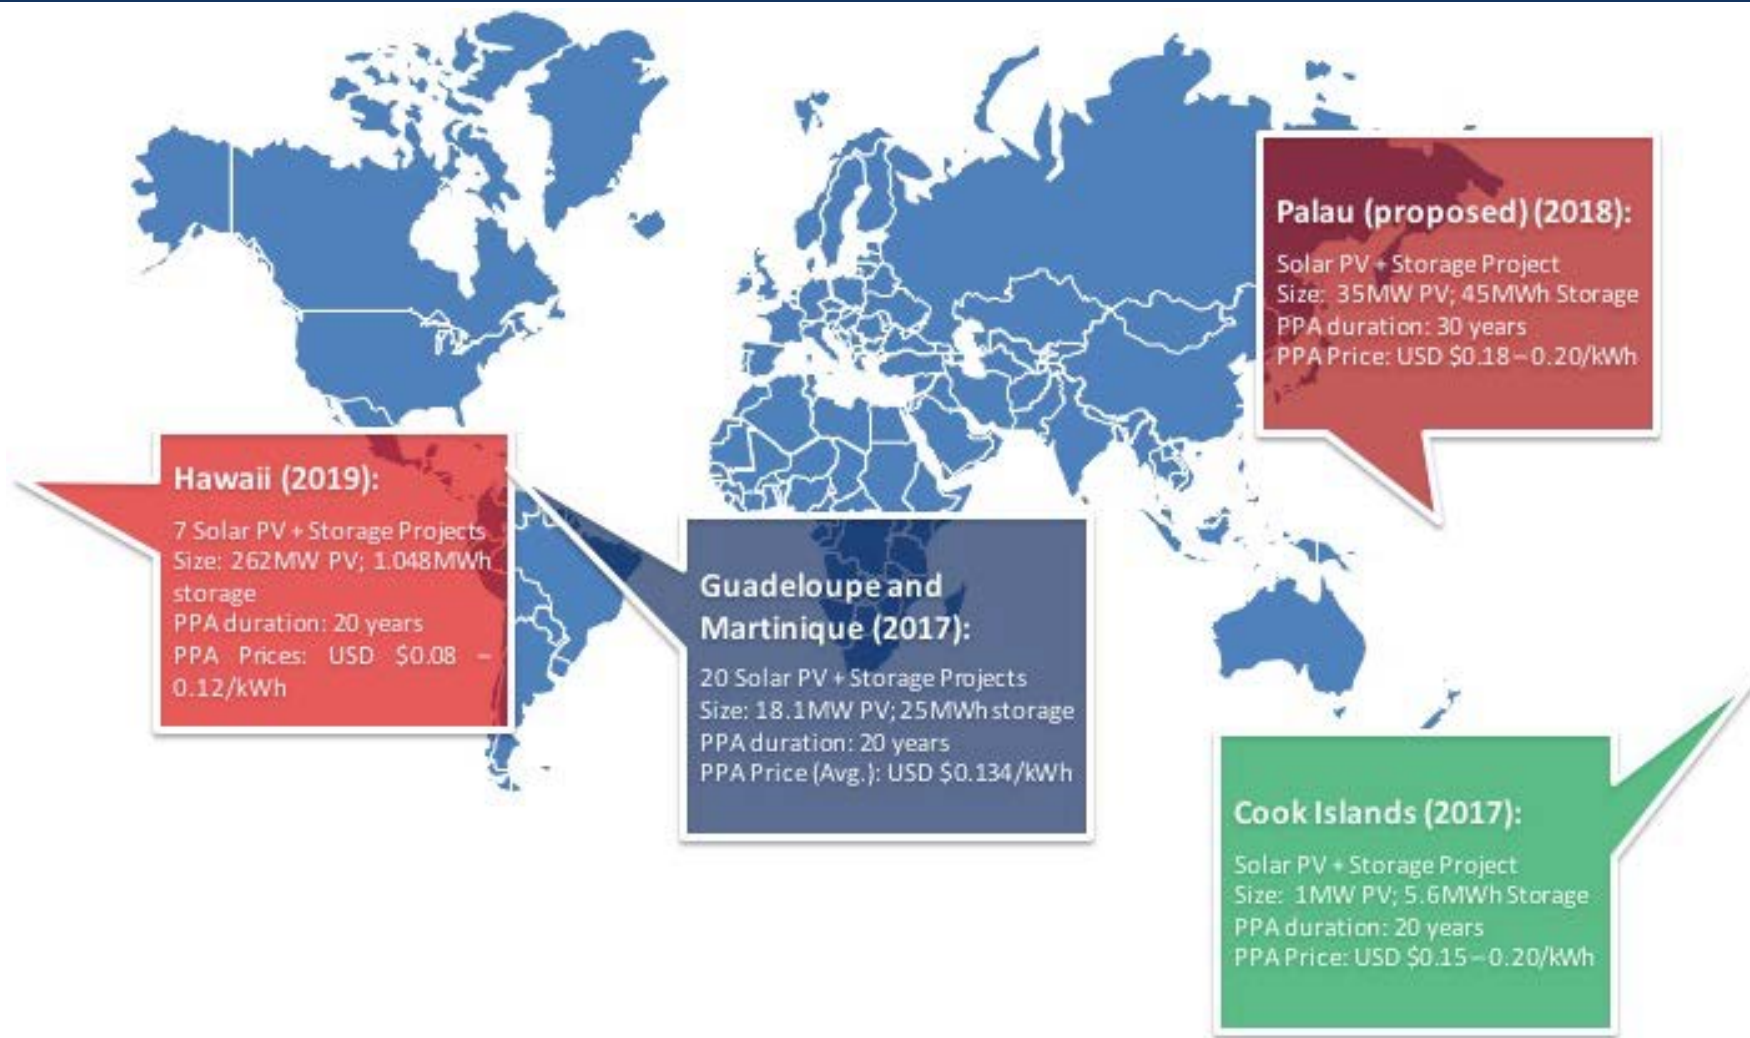 Palau (proposed) (2018):
Solar PV + Storage Project
Size: 35MW PV; 45MWh Storage
PPA duration: 30 years
PPA Price: USD $0.18 – 0.20/kWh
Hawaii (2019):
7 Solar PV + Storage Projects
Size: 262MW PV; 1.048MWh
storage
PPA duration: 20 years
PPA Prices: USD $0.08 –
0.12/kWh
Guadeloupe and
Martinique (2017):
20 Solar PV + Storage Projects
Size: 18.1MW PV; 25MWh storage
PPA duration: 20 years
PPA Price (Avg.): USD $0.134/kWh
Cook Islands (2017):
Solar PV + Storage Project
Size: 1MW PV; 5.6MWh Storage
PPA duration: 20 years
PPA Price: USD $0.15 – 0.20/kWh